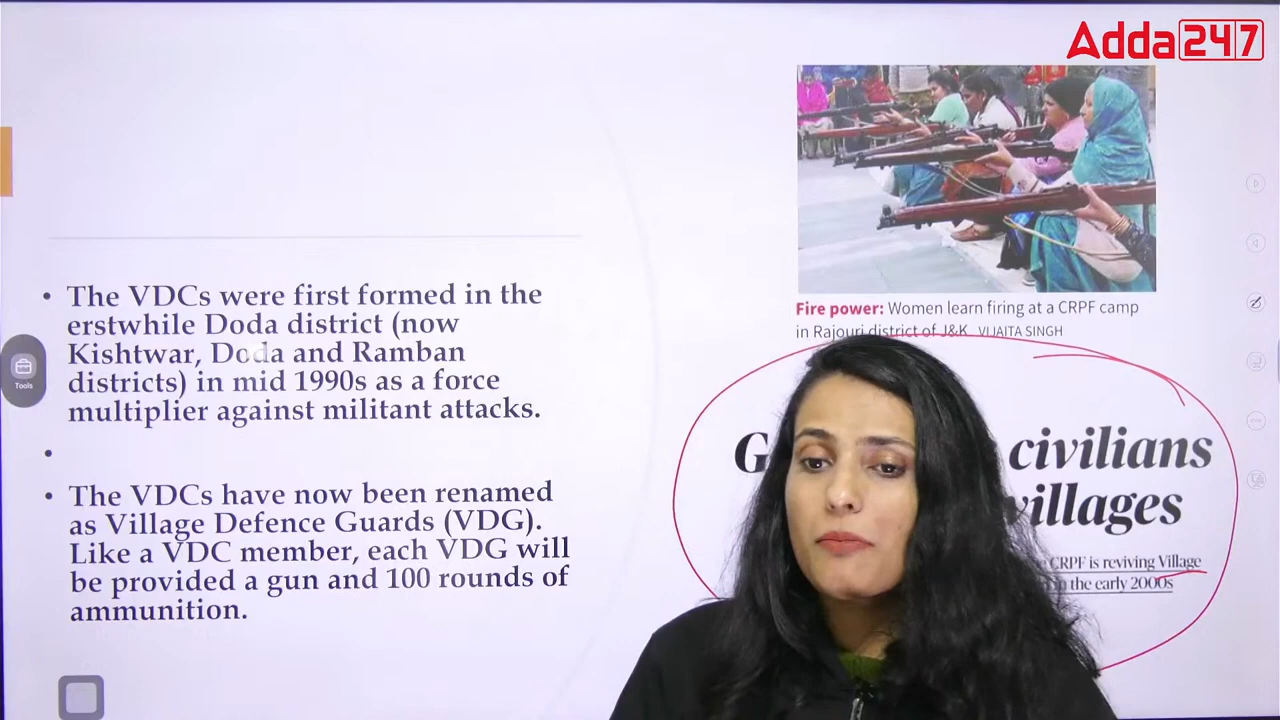 Adda247
• The VDCs were first formed in the
erstwhile Doda district (now
Kishtwar, Doda and Ramban
districts) in mid 1990s as a force
multiplier against militant attacks.
•
• The VDCs have now been renamed
as Village Defence Guards (VDG).
Like a VDC member, each VDG will
be provided a gun and 100 rounds of
ammunition.
Tools
Fire power: Women learn firing at a CRPF camp
in Rajouri district of J&K. VIJAITA SINGH
civilians
villages
CRPF is reviving Village
in the early 2000s